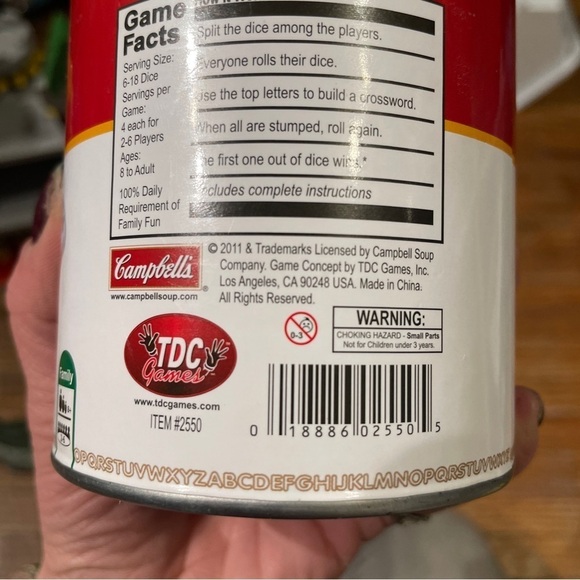 Game
Facts
Serving Size:
6-18 Dice
Servings per
Game:
4 each for
2-6 Players
Ages:
8 to Adult
100% Daily
Requirement of
Family Fun
Split the dice among the players.
Everyone rolls their dice.
Use the top letters to build a crossword.
When all are stumped, roll again.
The first one out of dice wins.*
Includes complete instructions
Campbell's
www.campbellsoup.com
© 2011 & Trademarks Licensed by Campbell Soup
Company. Game Concept by TDC Games, Inc.
Los Angeles, CA 90248 USA. Made in China.
All Rights Reserved.
TDC
Games
TM
www.tdcgames.com
ITEM #2550
0-3
WARNING:
CHOKING HAZARD - Small Parts
Not for Children under 3 years.
0 18886 02550 5
Family
OPQRSTUVWXYZABCDEFGHIJKLMNOPQRSTUVWX